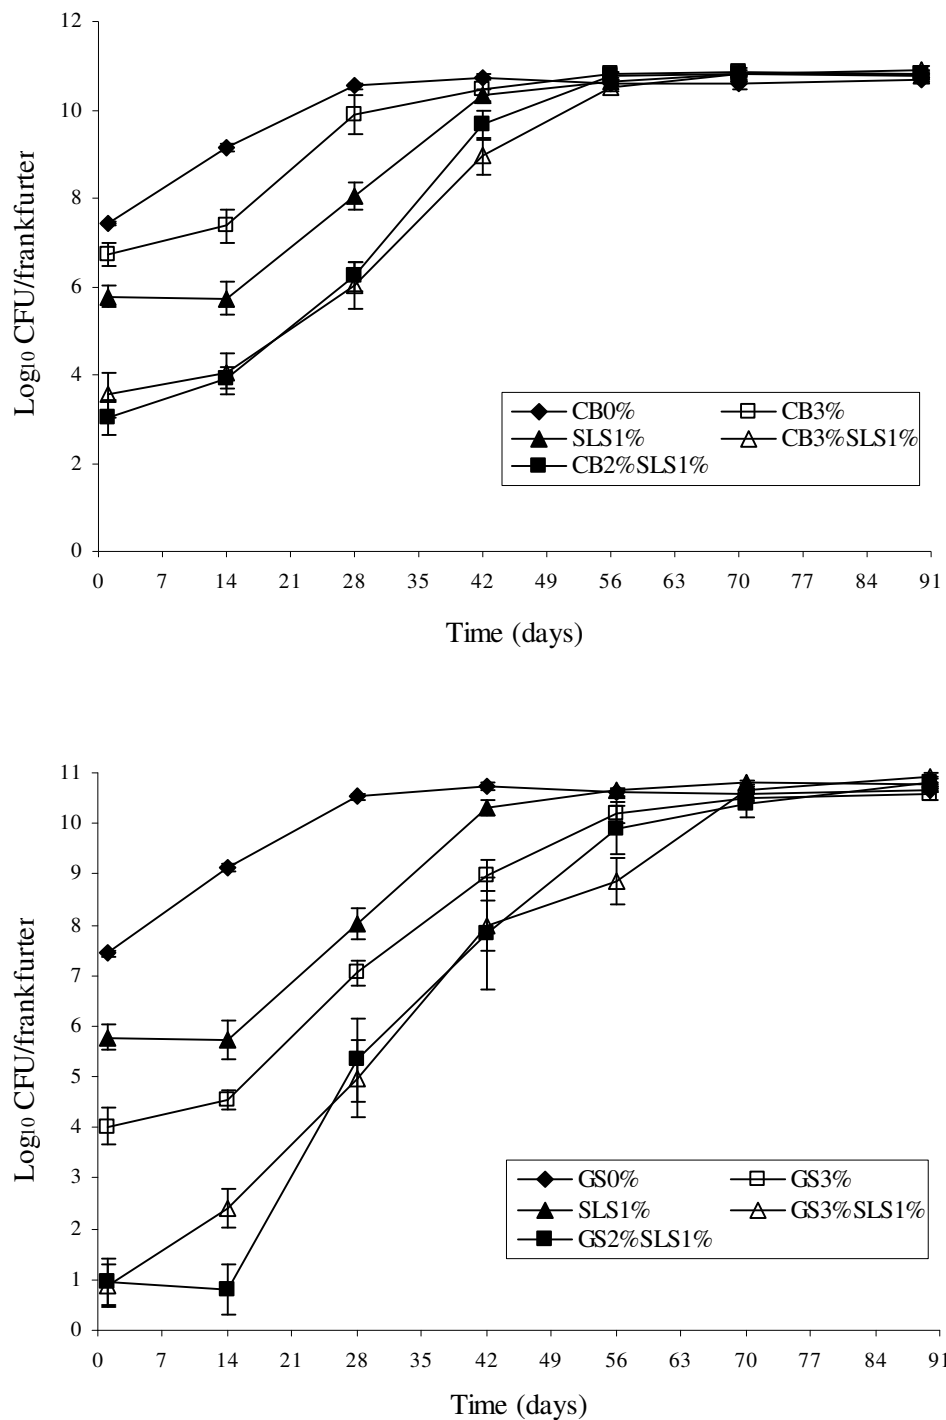 12
10
8
6
4
2
0
Log10 CFU/frankfurter
CB0% CB3%
SLS1% CB3%SLS1%
CB2%SLS1%
0 7 14 21 28 35 42 49 56 63 70 77 84 91
Time (days)
11
10
9
8
7
6
5
4
3
2
1
0
Log10 CFU/frankfurter
GS0% GS3%
SLS1% GS3%SLS1%
GS2%SLS1%
0 7 14 21 28 35 42 49 56 63 70 77 84 91
Time (days)